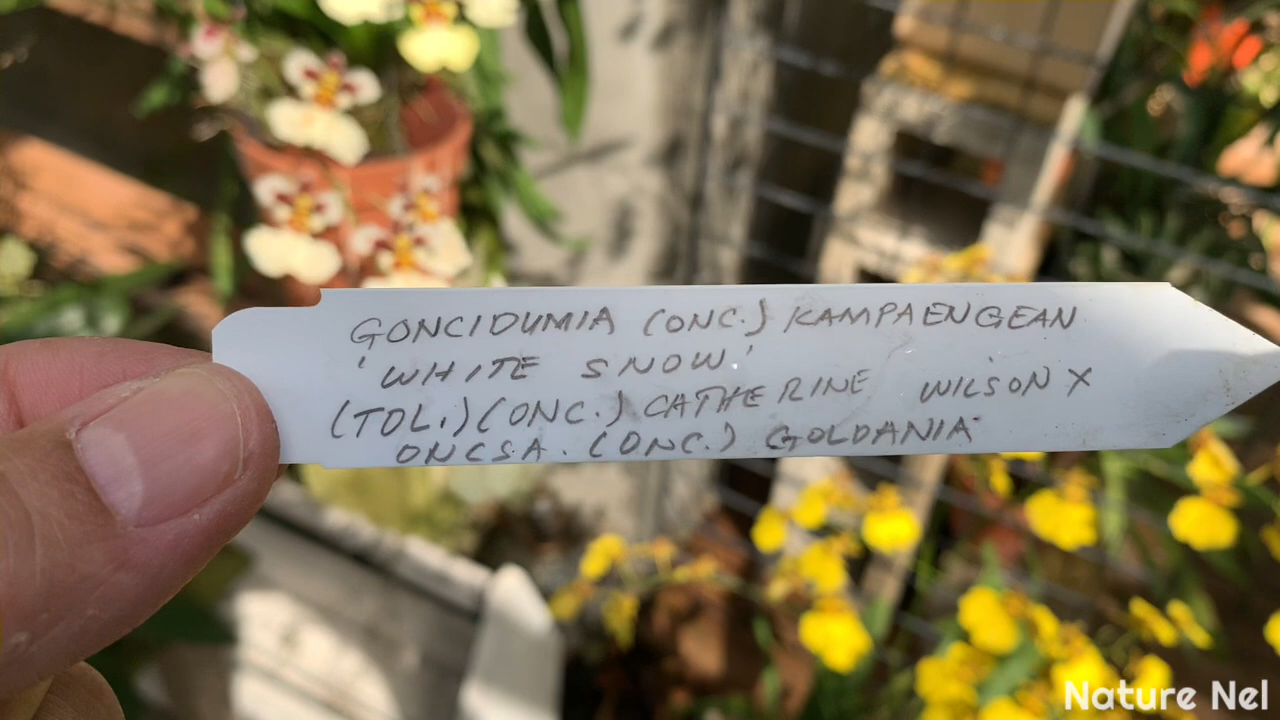 GONCIDUMIA (ONC.) KAMPAENGEAN
'WHITE SNOW'
(TOL.) (ONC.) CATHERINE WILSON X
ONCSA. (ONC.) GOLDANIA
Nature Nel